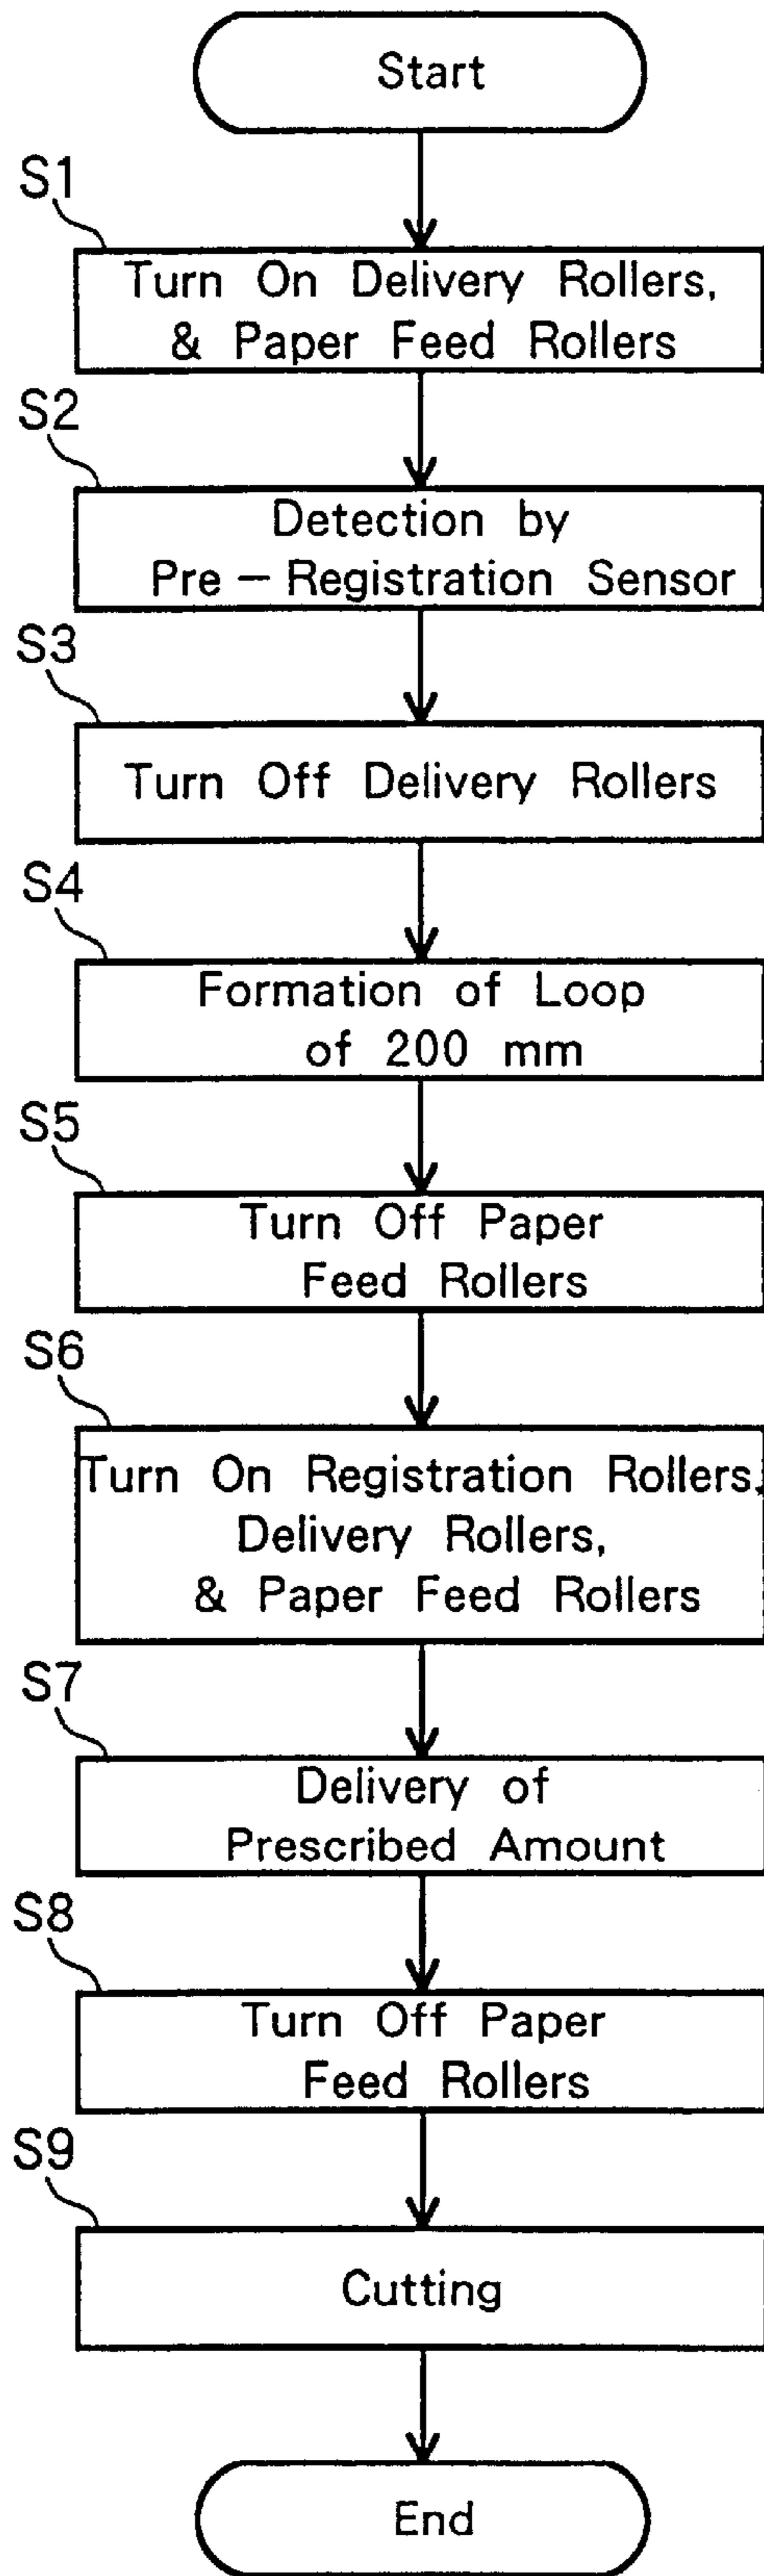 Start
S1
Turn On Delivery Rollers,
& Paper Feed Rollers
S2
Detection by
Pre-Registration Sensor
S3
Turn Off Delivery Rollers
S4
Formation of Loop
of 200 mm
S5
Turn Off Paper
Feed Rollers
S6
Turn On Registration Rollers,
Delivery Rollers,
& Paper Feed Rollers
S7
Delivery of
Prescribed Amount
S8
Turn Off Paper
Feed Rollers
S9
Cutting
End